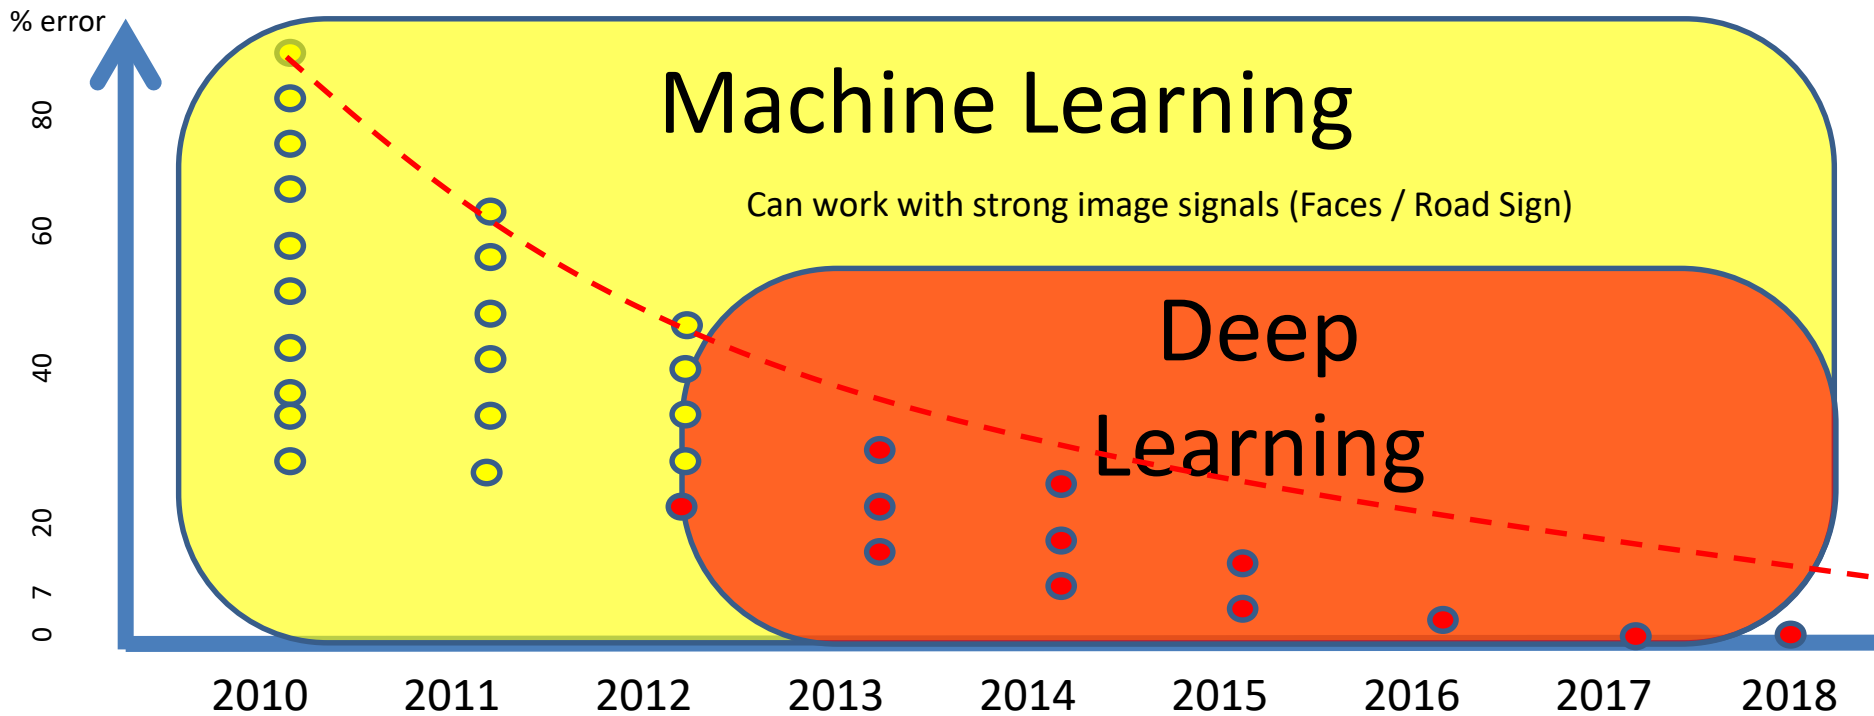 % error
Machine Learning
80
Can work with strong image signals (Faces / Road Sign)
60
Deep
40
Learning
20
7
0
2010 2011 2012 2013 2014 2015 2016 2017 2018